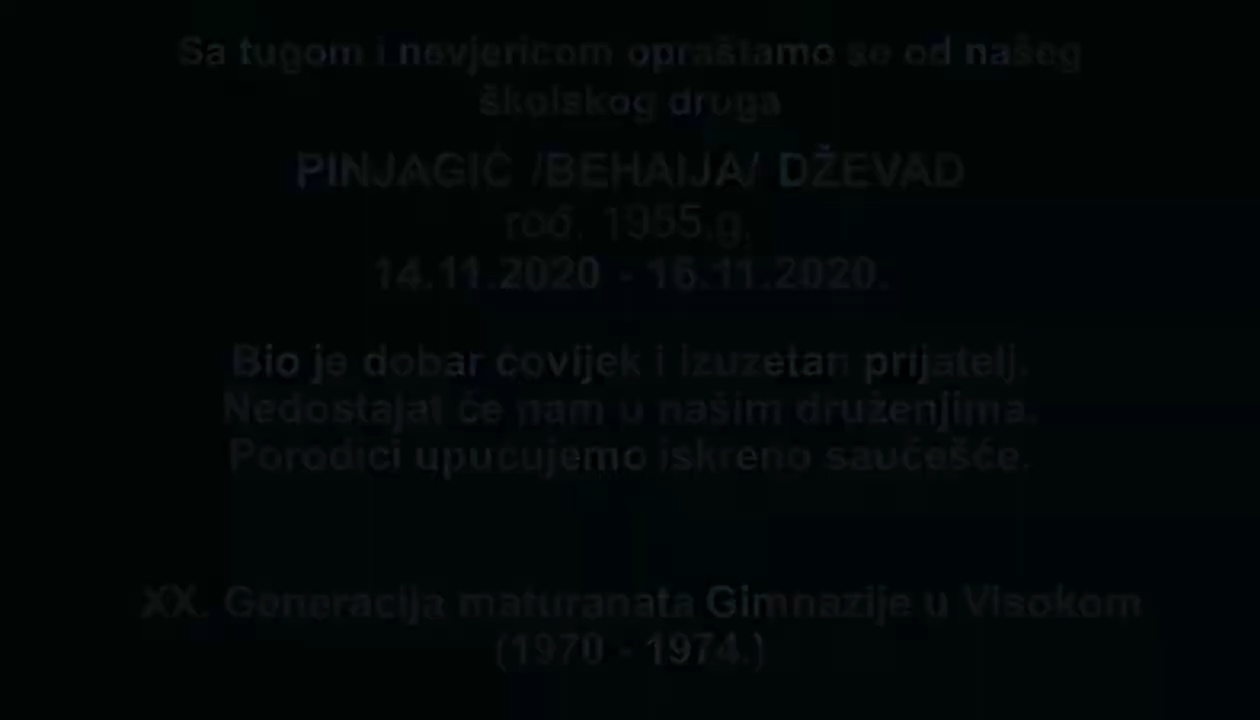 Sa tugom i nevjericom opraštamo se od našeg
školskog druga
PINJAGIĆ /BEHAIJA/ DŽEVAD
rođ. 1955.g.
14.11.2020 - 16.11.2020.
Bio je dobar čovijek i izuzetan prijatelj.
Nedostajat će nam u našim druženjima.
Porodici upućujemo iskreno saučešće.
XX. Generacija maturanata Gimnazije u Visokom
(1970 - 1974.)